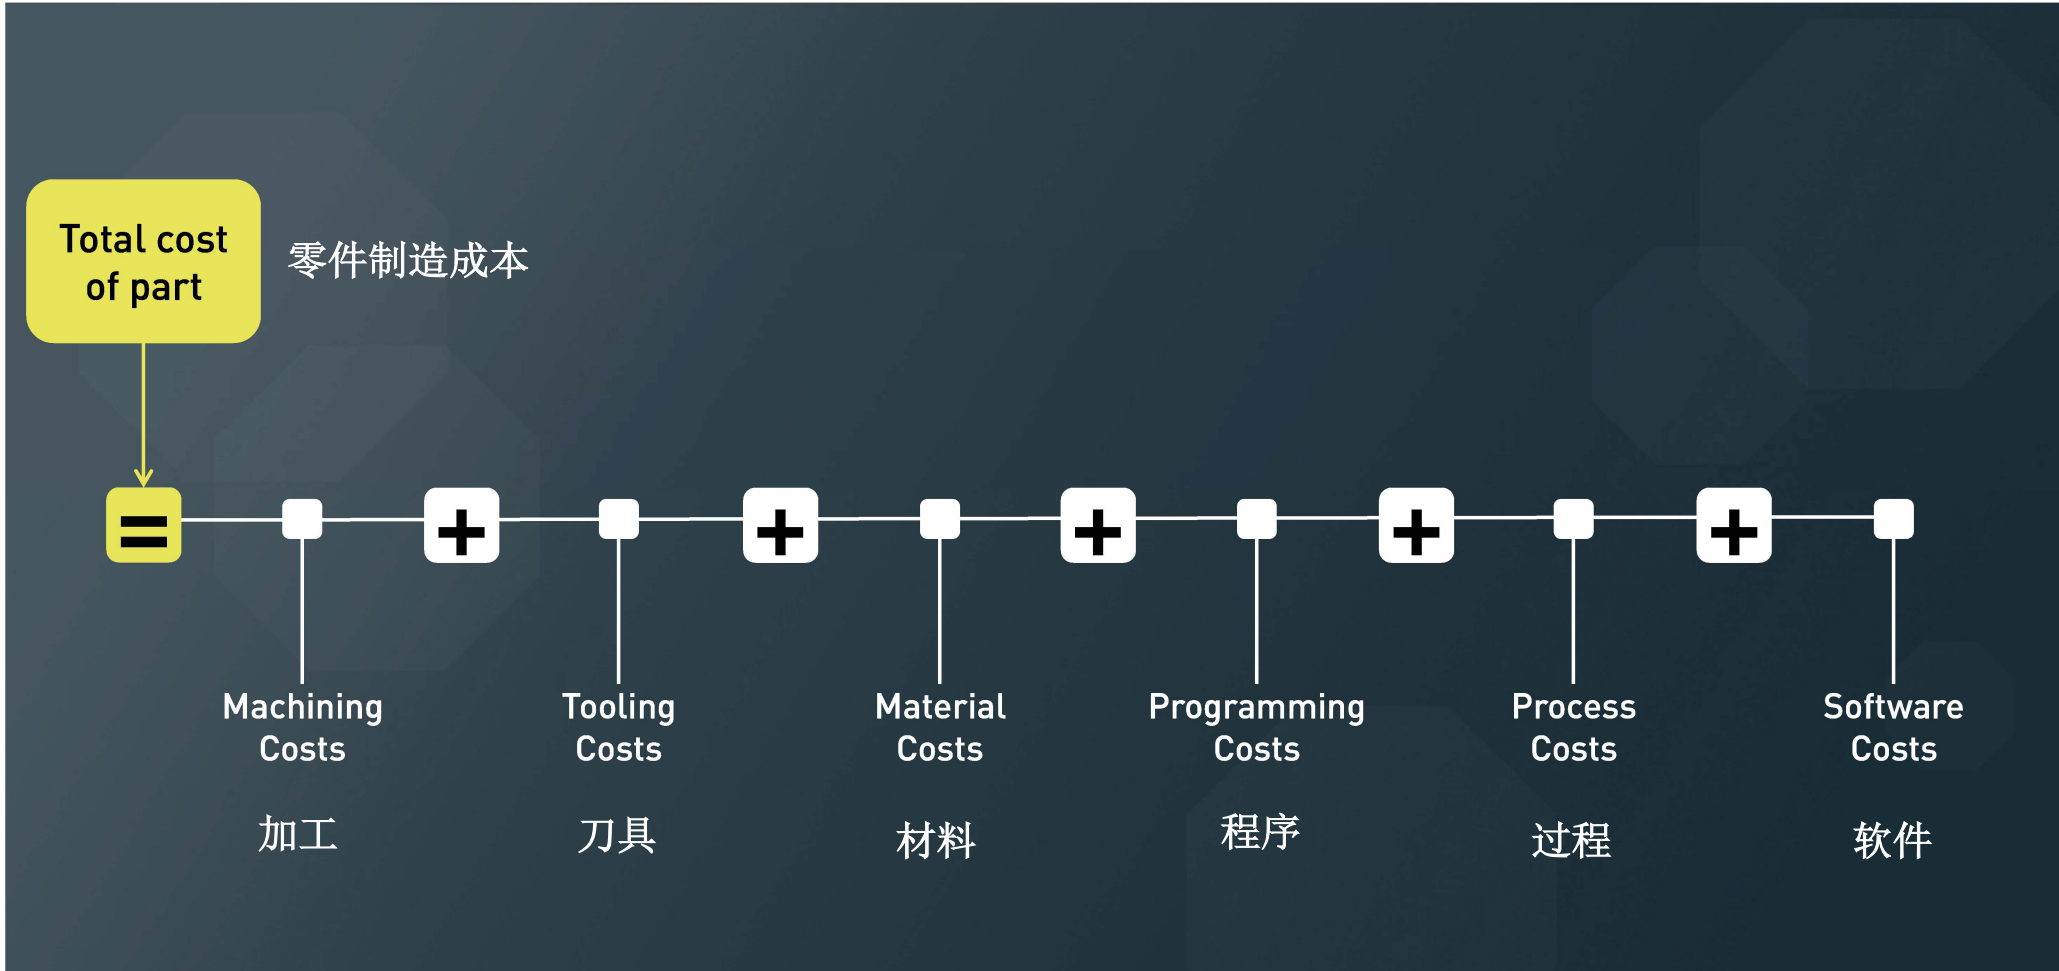 Total cost
of part
零件制造成本
= + + + + +
Machining
Costs
加工
Tooling
Costs
刀具
Material
Costs
材料
Programming
Costs
程序
Process
Costs
过程
Software
Costs
软件